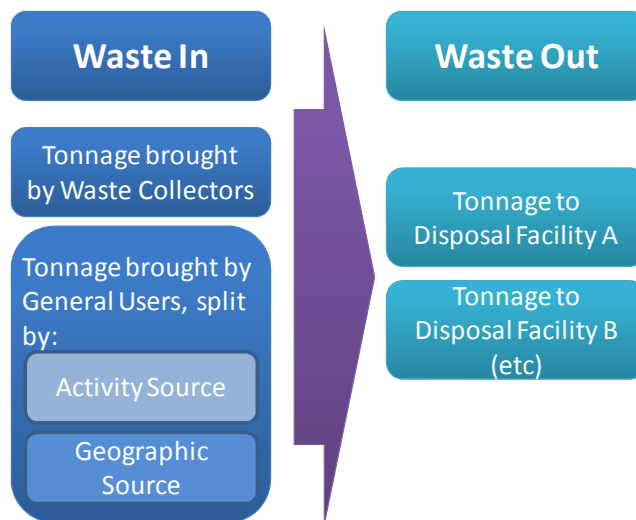 Waste In
Waste Out
Tonnage brought
by Waste Collectors
Tonnage brought by
General Users, split
by:
Activity Source
Geographic
Source
Tonnage to
Disposal Facility A
Tonnage to
Disposal Facility B
(etc)